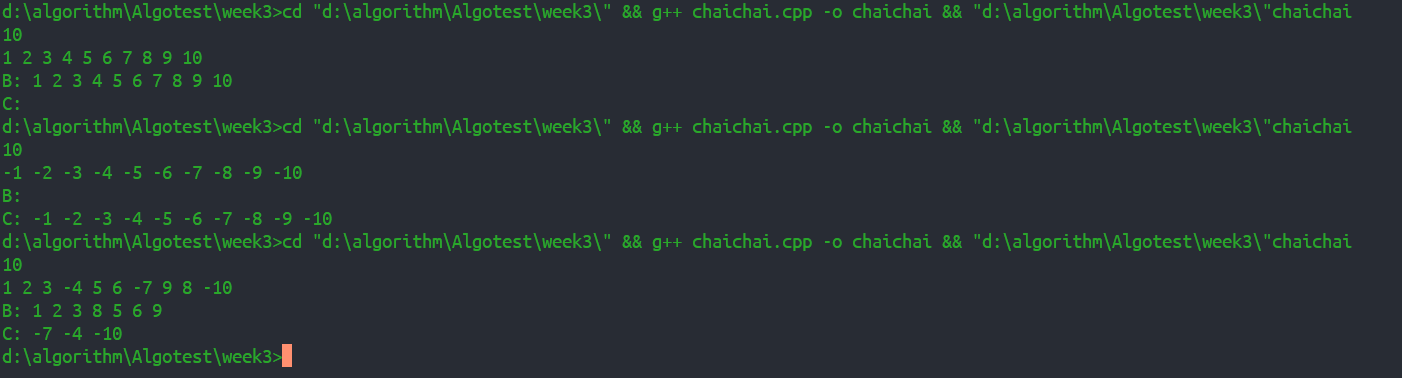 d:\algorithm\Algotest\week3>cd "d:\algorithm\Algotest\week3\" && g++ chaichai.cpp -o chaichai && "d:\algorithm\Algotest\week3\"chaichai
10
1 2 3 4 5 6 7 8 9 10
B: 1 2 3 4 5 6 7 8 9 10
C:
d:\algorithm\Algotest\week3>cd "d:\algorithm\Algotest\week3\" && g++ chaichai.cpp -o chaichai && "d:\algorithm\Algotest\week3\"chaichai
10
-1 -2 -3 -4 -5 -6 -7 -8 -9 -10
B:
C: -1 -2 -3 -4 -5 -6 -7 -8 -9 -10
d:\algorithm\Algotest\week3>cd "d:\algorithm\Algotest\week3\" && g++ chaichai.cpp -o chaichai && "d:\algorithm\Algotest\week3\"chaichai
10
1 2 3 -4 5 6 -7 9 8 -10
B: 1 2 3 8 5 6 9
C: -7 -4 -10
d:\algorithm\Algotest\week3>